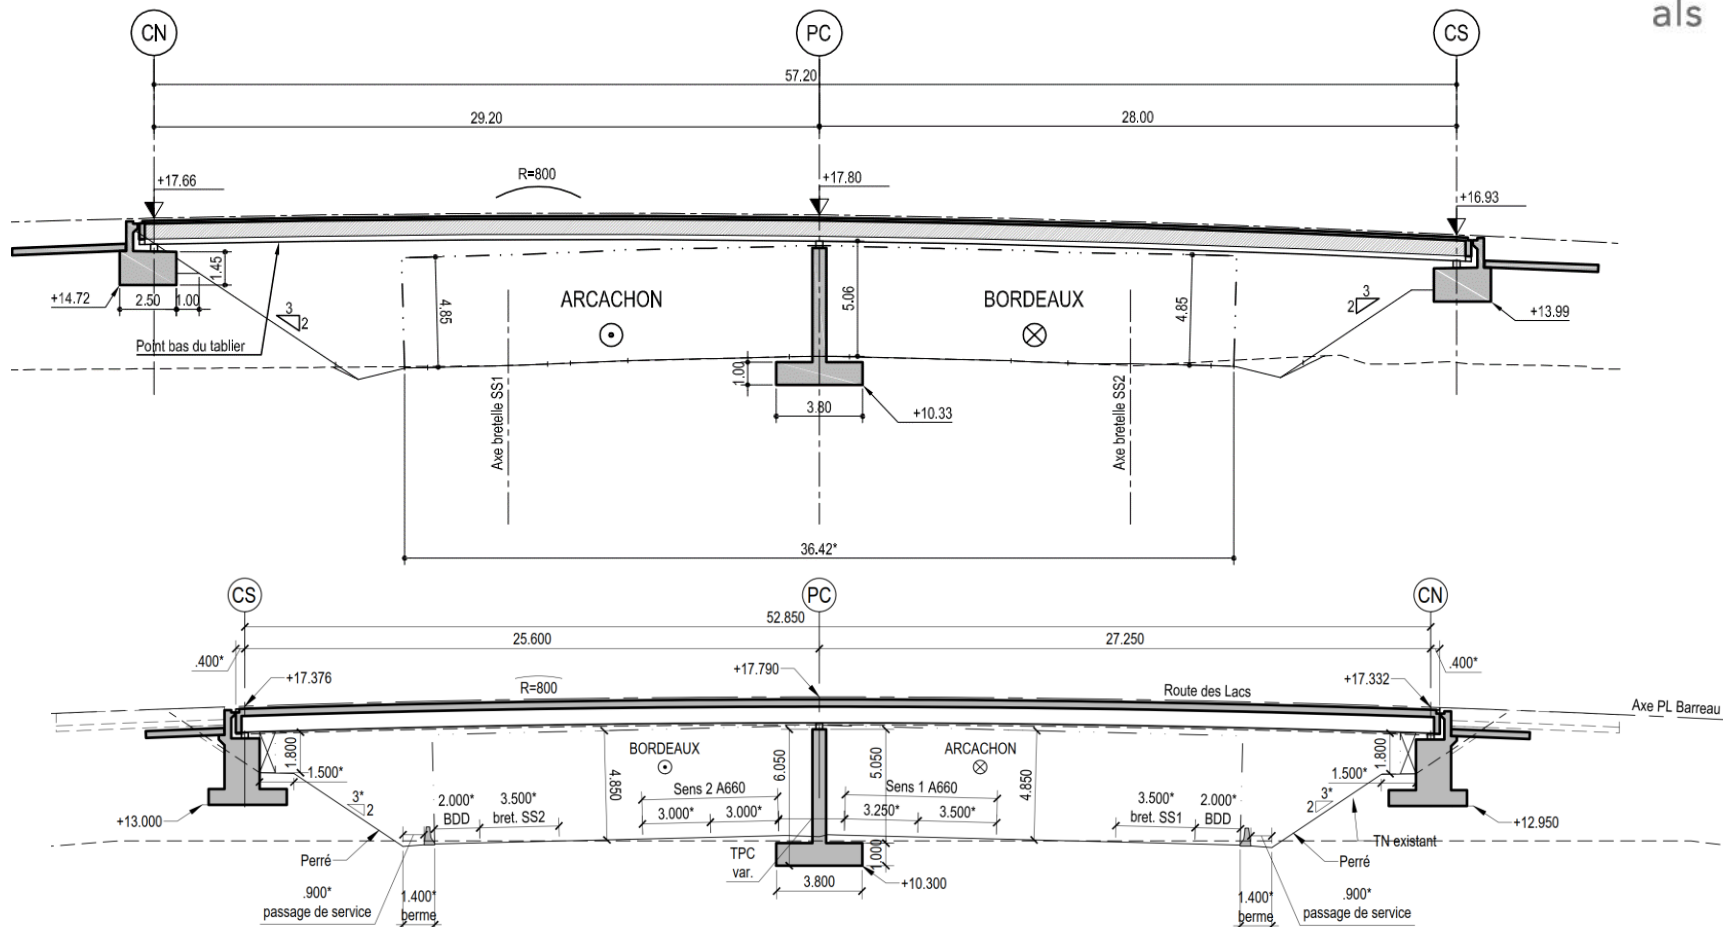 als
CN
PC
CS
57.20
29.20
28.00
+17.66
R=800
+17.80
+16.93
1.45
+14.72
2.50
1.00
3
2
Point bas du tablier
4.85
ARCACHON
5.06
BORDEAUX
4.85
3
2
+13.99
Axe bretelle SS1
1.00
3.80
+10.33
Axe bretelle SS2
36.42*
CS
PC
CN
52.850
25.600
27.250
.400*
+17.376
R=800
+17.790
Route des Lacs
+17.332
.400*
Axe PL Barreau
1.800
1.500*
3*
2
BORDEAUX
4.850
6.050
5.050
ARCACHON
4.850
1.800
1.500*
3*
2
Sens 2 A660
Sens 1 A660
2.000*
BDD
3.500*
bret. SS2
3.000*
3.000*
3.250*
3.500*
3.500*
bret. SS1
2.000*
BDD
+13.000
+12.950
Perré
TN existant
Perré
TPC
var.
1.000
3.800
+10.300
.900*
passage de service
1.400*
berme
1.400*
berme
.900*
passage de service